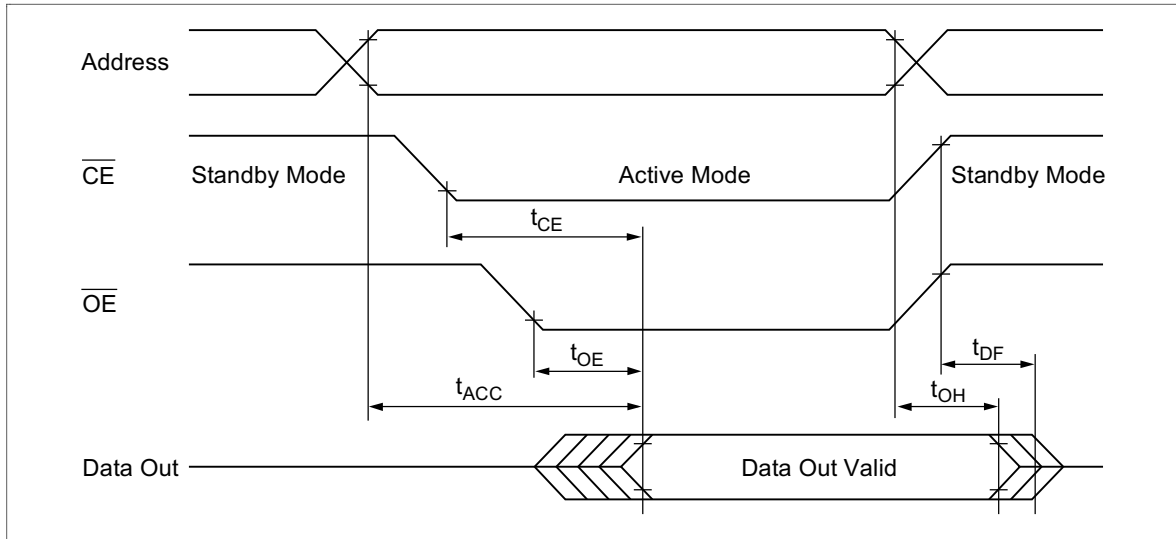 Address
CE
Standby Mode
Active Mode
Standby Mode
tCE
OE
tOE
tDF
tACC
tOH
Data Out
Data Out Valid